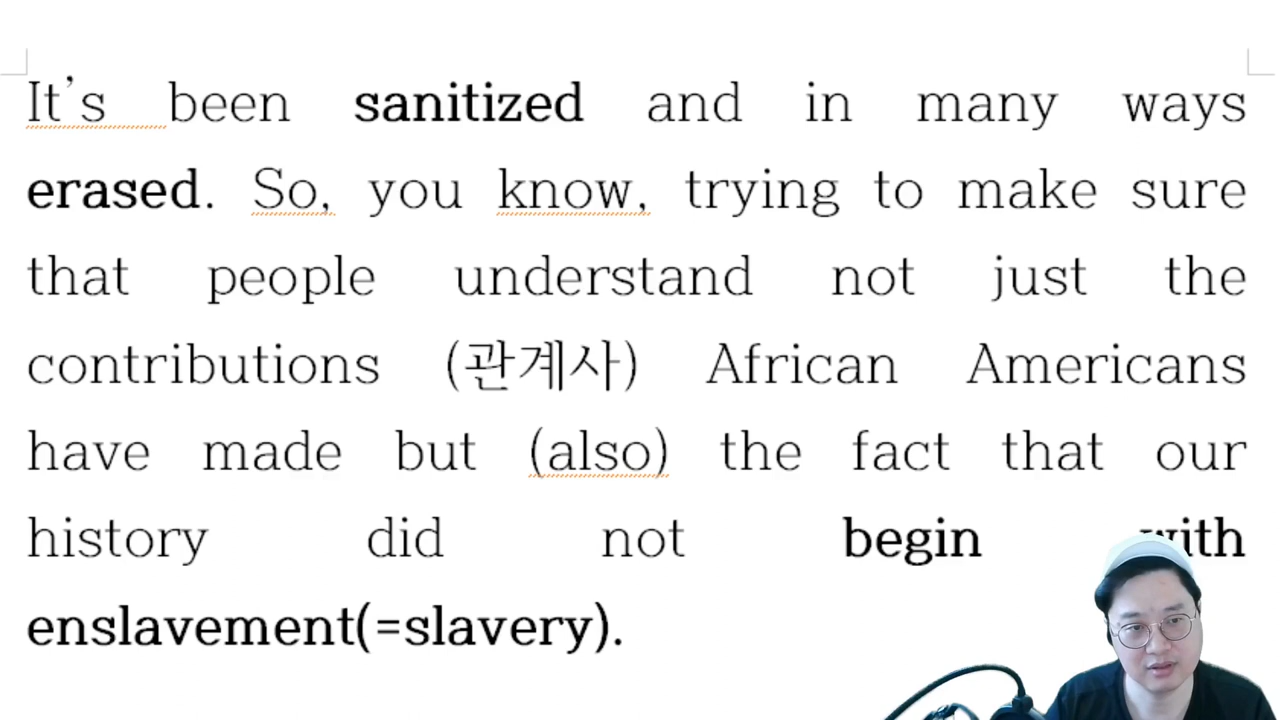 It's been sanitized and in many ways
erased. So, you know, trying to make sure
that people understand not just the
contributions (관계사) African Americans
have made but (also) the fact that our
history did not begin with
enslavement(=slavery).